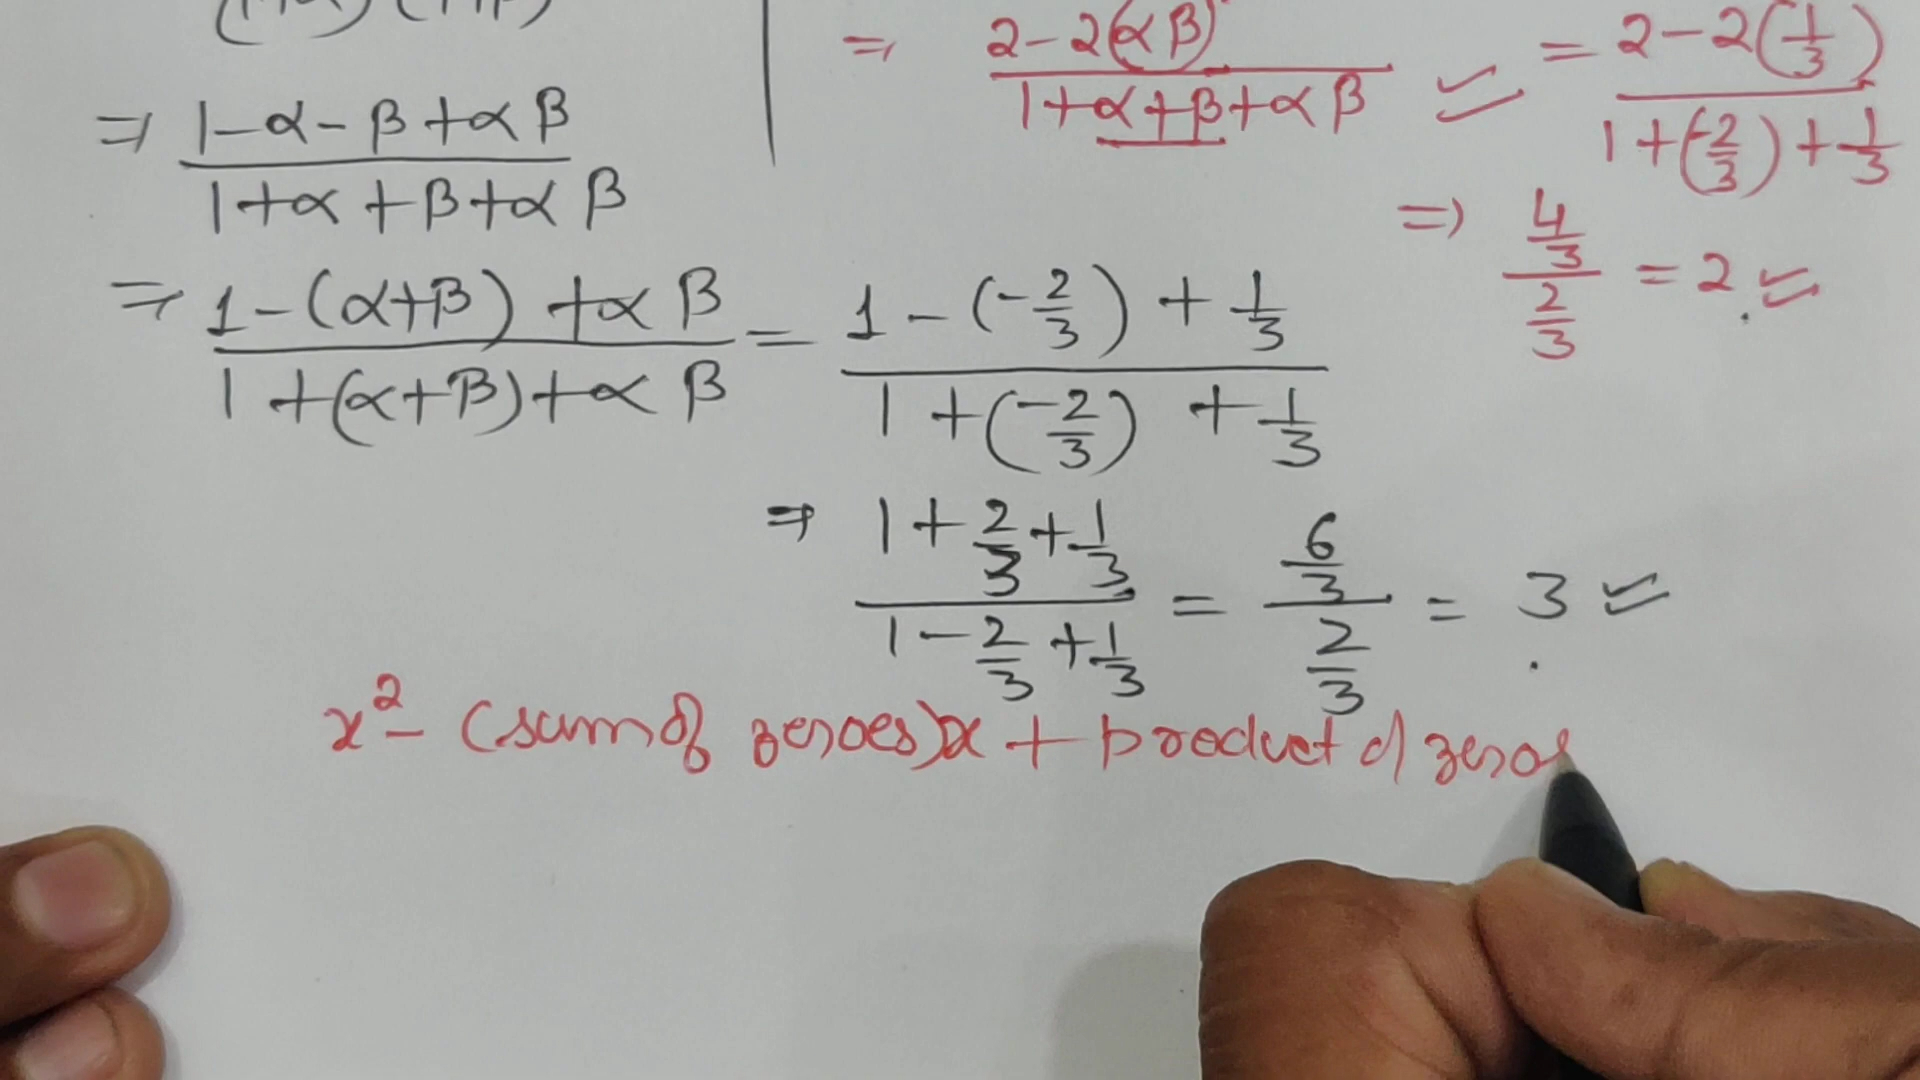 ⇒ (2-2(αβ))/(1+α+β+αβ) = (2-2(1/3))/(1+(-2/3)+1/3)
⇒ (4/3)/(2/3) = 2
⇒ (1-α-β+αβ)/(1+α+β+αβ)
⇒ (1-(α+β)+αβ)/(1+(α+β)+αβ) = (1-(-2/3)+1/3)/(1+(-2/3)+1/3)
⇒ (1+2/3+1/3)/(1-2/3+1/3) = (6/3)/(2/3) = 3
x²- (sum of zeroes)x + product of zeros